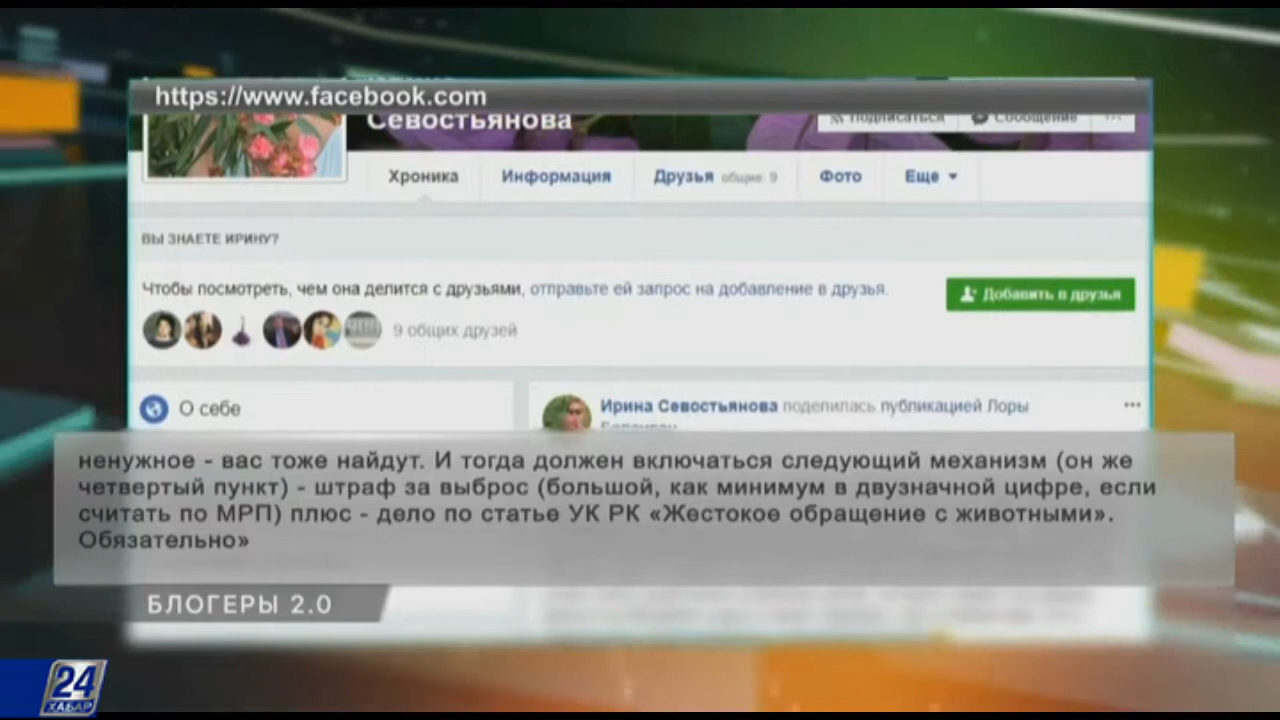 https://www.facebook.com
Севостьянова
Подписаться
Сообщение
Хроника
Информация
Друзья общие: 9
Фото
Еще
ВЫ ЗНАЕТЕ ИРИНУ?
Чтобы посмотреть, чем она делится с друзьями, отправьте ей запрос на добавление в друзья.
Добавить в друзья
9 общих друзей
О себе
Ирина Севостьянова поделилась публикацией Лоры
ненужное - вас тоже найдут. И тогда должен включаться следующий механизм (он же
четвертый пункт) - штраф за выброс (большой, как минимум в двузначной цифре, если
считать по МРП) плюс - дело по статье УК РК «Жестокое обращение с животными».
Обязательно»
БЛОГЕРЫ 2.0
24
ХАБАР